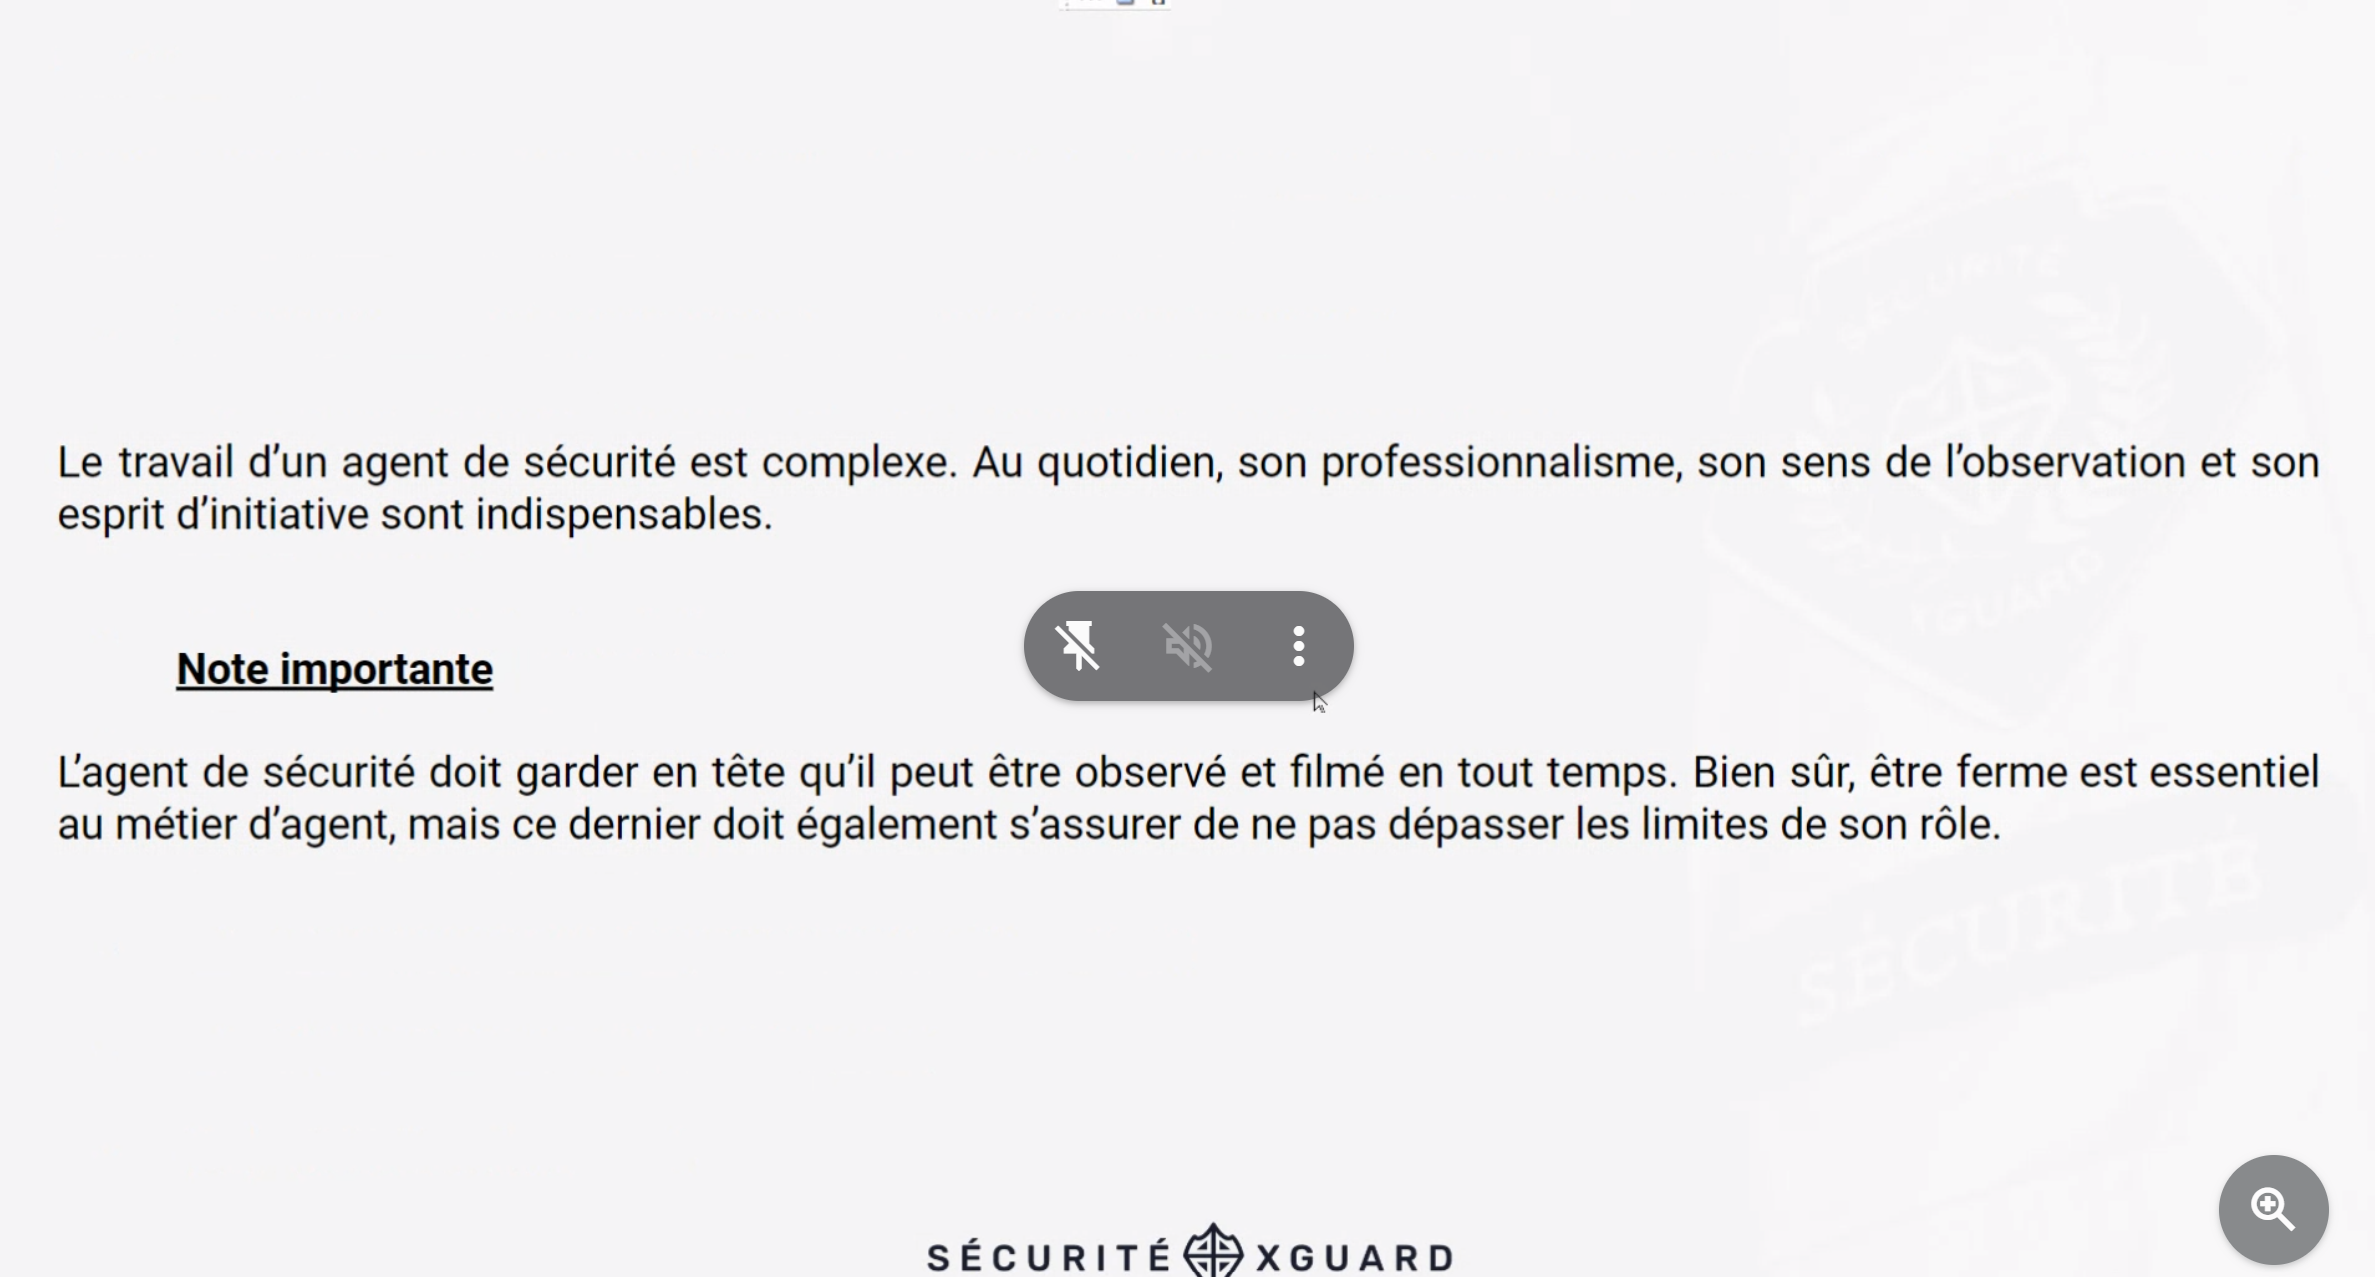 Le travail d’un agent de sécurité est complexe. Au quotidien, son professionnalisme, son sens de l’observation et son
esprit d’initiative sont indispensables.
Note importante
L’agent de sécurité doit garder en tête qu’il peut être observé et filmé en tout temps. Bien sûr, être ferme est essentiel
au métier d’agent, mais ce dernier doit également s’assurer de ne pas dépasser les limites de son rôle.
SÉCURITÉ
XGUARD
SÉCURITÉ
SÉCURITÉ XGUARD